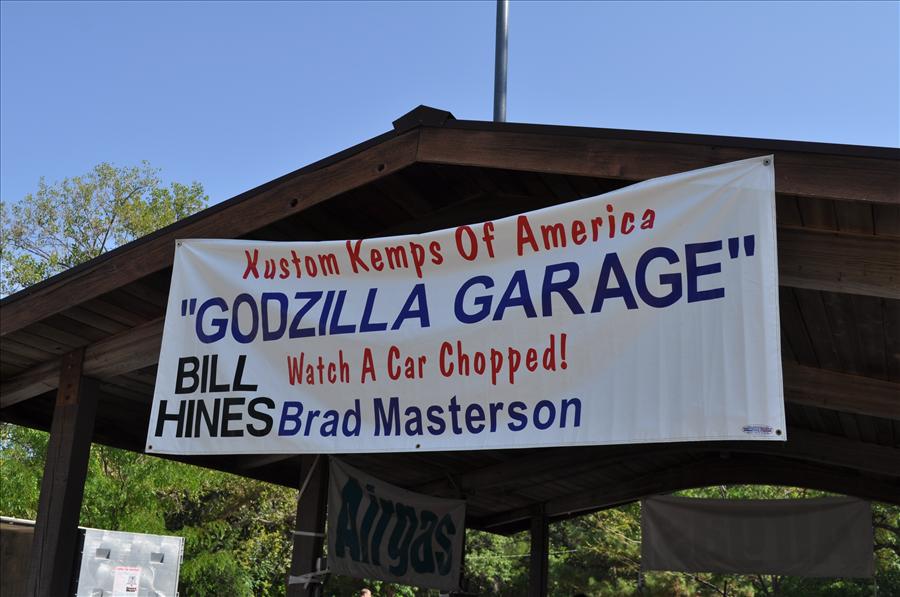 Kustom Kemps Of America
"GODZILLA GARAGE"
BILL HINES
Watch A Car Chopped!
Brad Masterson
Airgas